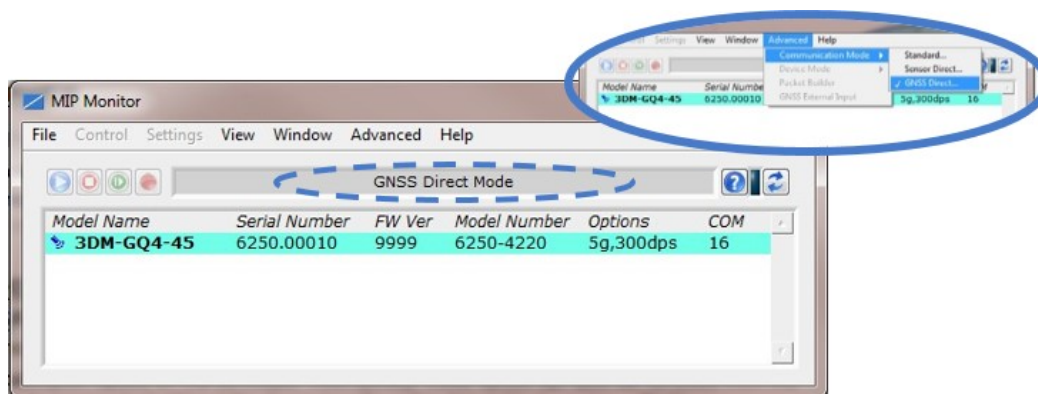 Settings View Window Advanced Help
Communication Mode Standard...
Device Mode Sensor Direct...
Packet Builder ✓ GNSS Direct...
GNSS External Input
Model Name Serial Numbe
3DM-GQ4-45 6250.00010 5g,300dps 16
MIP Monitor
File Control Settings View Window Advanced Help
GNSS Direct Mode
Model Name Serial Number FW Ver Model Number Options COM
3DM-GQ4-45 6250.00010 9999 6250-4220 5g,300dps 16